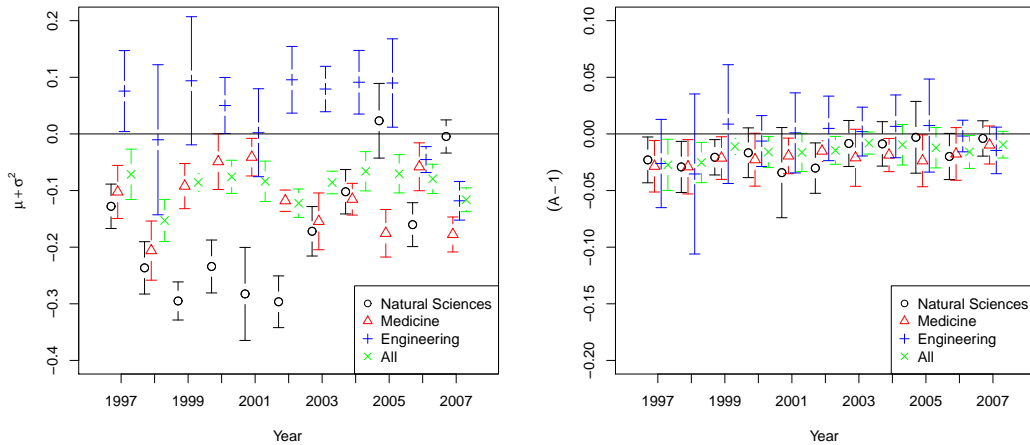 μ + σ²
0.2
0.1
0.0
−0.1
−0.2
−0.3
−0.4
1997
1999
2001
2003
2005
2007
Year
Natural Sciences
Medicine
Engineering
All
(A − 1)
0.10
0.05
0.00
−0.05
−0.10
−0.15
−0.20
1997
1999
2001
2003
2005
2007
Year
Natural Sciences
Medicine
Engineering
All